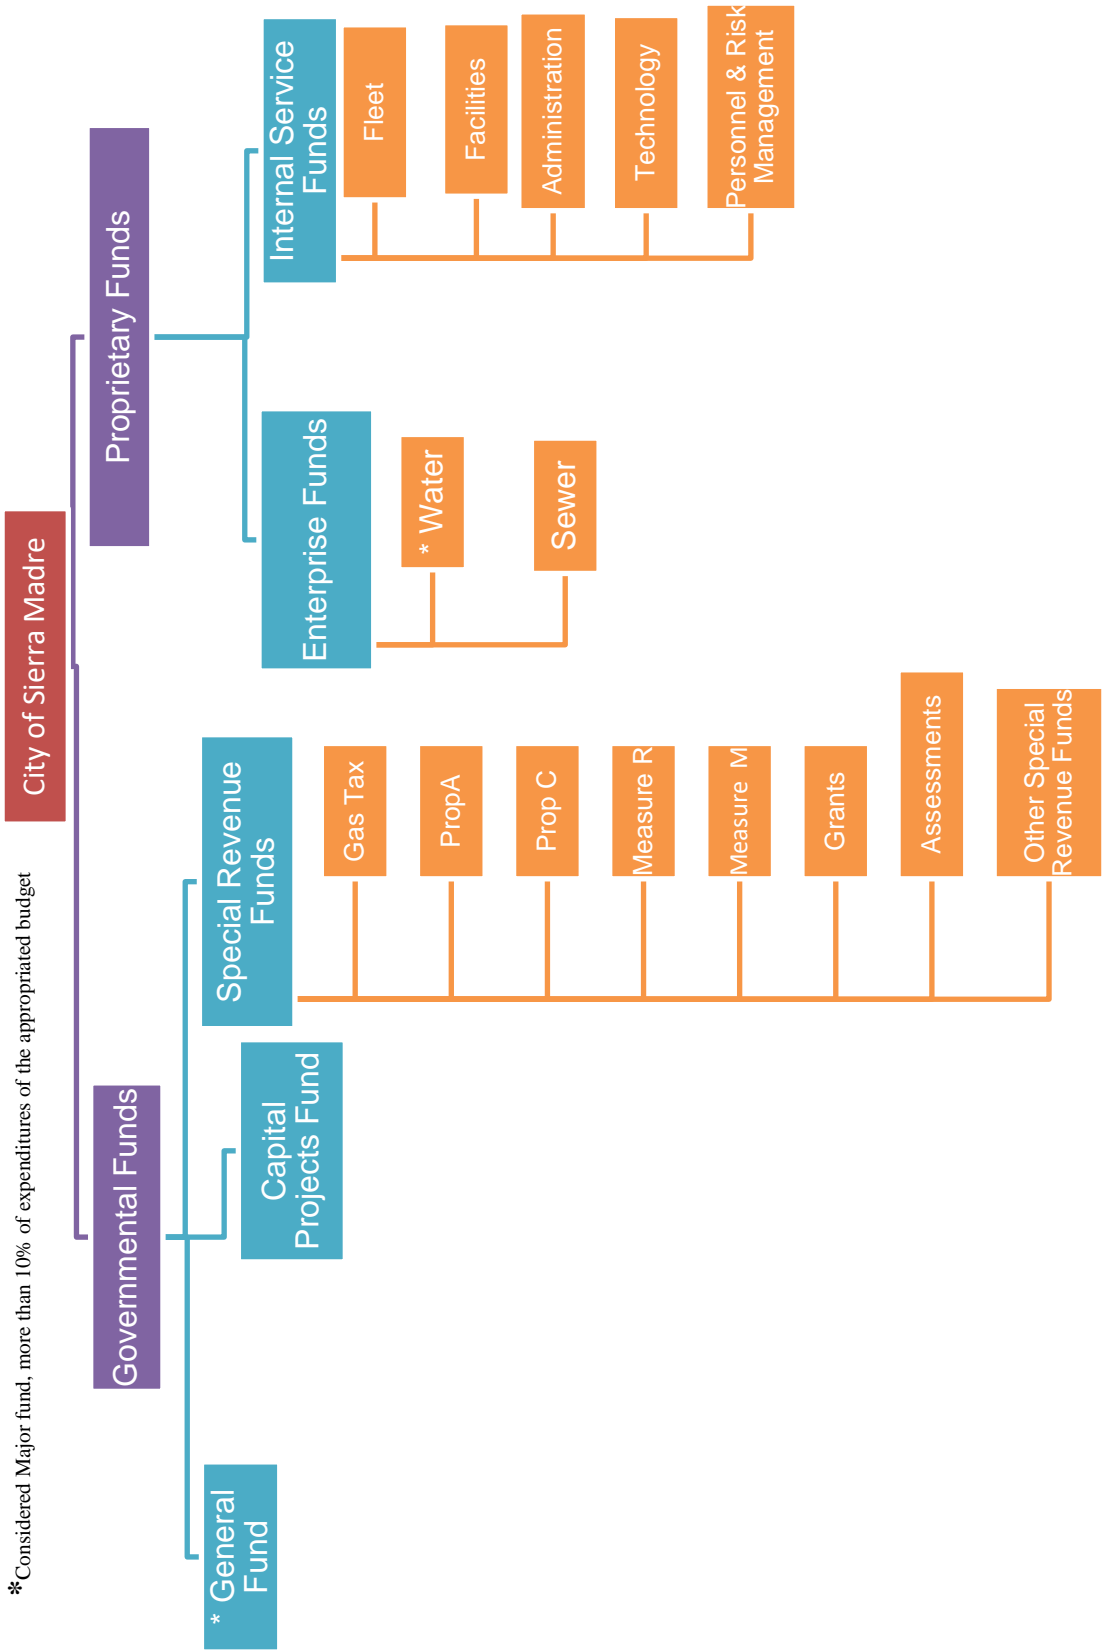 *Considered Major fund, more than 10% of expenditures of the appropriated budget
City of Sierra Madre
Governmental Funds
Proprietary Funds
* General
Fund
Capital
Projects Fund
Special Revenue
Funds
Gas Tax
PropA
Prop C
Measure R
Measure M
Grants
Assessments
Other Special
Revenue Funds
Enterprise Funds
* Water
Sewer
Internal Service
Funds
Fleet
Facilities
Administration
Technology
Personnel & Risk
Management